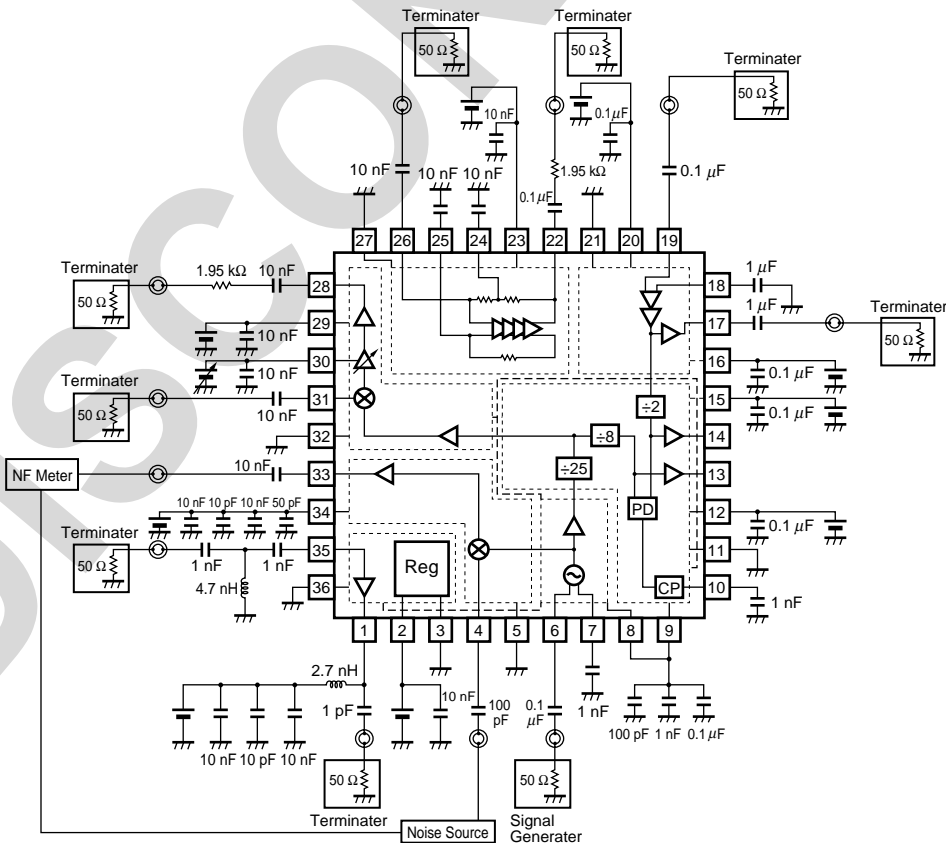 Terminater
50 Ω
Terminater
50 Ω
Terminater
50 Ω
10 nF
0.1 μF
10 nF
10 nF
10 nF
1.95 kΩ
0.1 μF
0.1 μF
27
26
25
24
23
22
21
20
19
Terminater
50 Ω
1.95 kΩ
10 nF
28
18
1 μF
29
10 nF
17
1 μF
Terminater
50 Ω
30
10 nF
16
0.1 μF
Terminater
50 Ω
10 nF
31
15
0.1 μF
÷2
32
÷8
14
NF Meter
10 nF
33
÷25
13
10 nF
10 pF
10 nF
50 pF
34
PD
12
0.1 μF
Terminater
50 Ω
1 nF
1 nF
35
11
4.7 nH
36
Reg
CP
10
1 nF
1
2
3
4
5
6
7
8
9
2.7 nH
1 pF
10 nF
100 pF
0.1 μF
1 nF
10 nF
10 pF
10 nF
100 pF
1 nF
0.1 μF
50 Ω
Terminater
Noise Source
50 Ω
Signal
Generater
DISCON